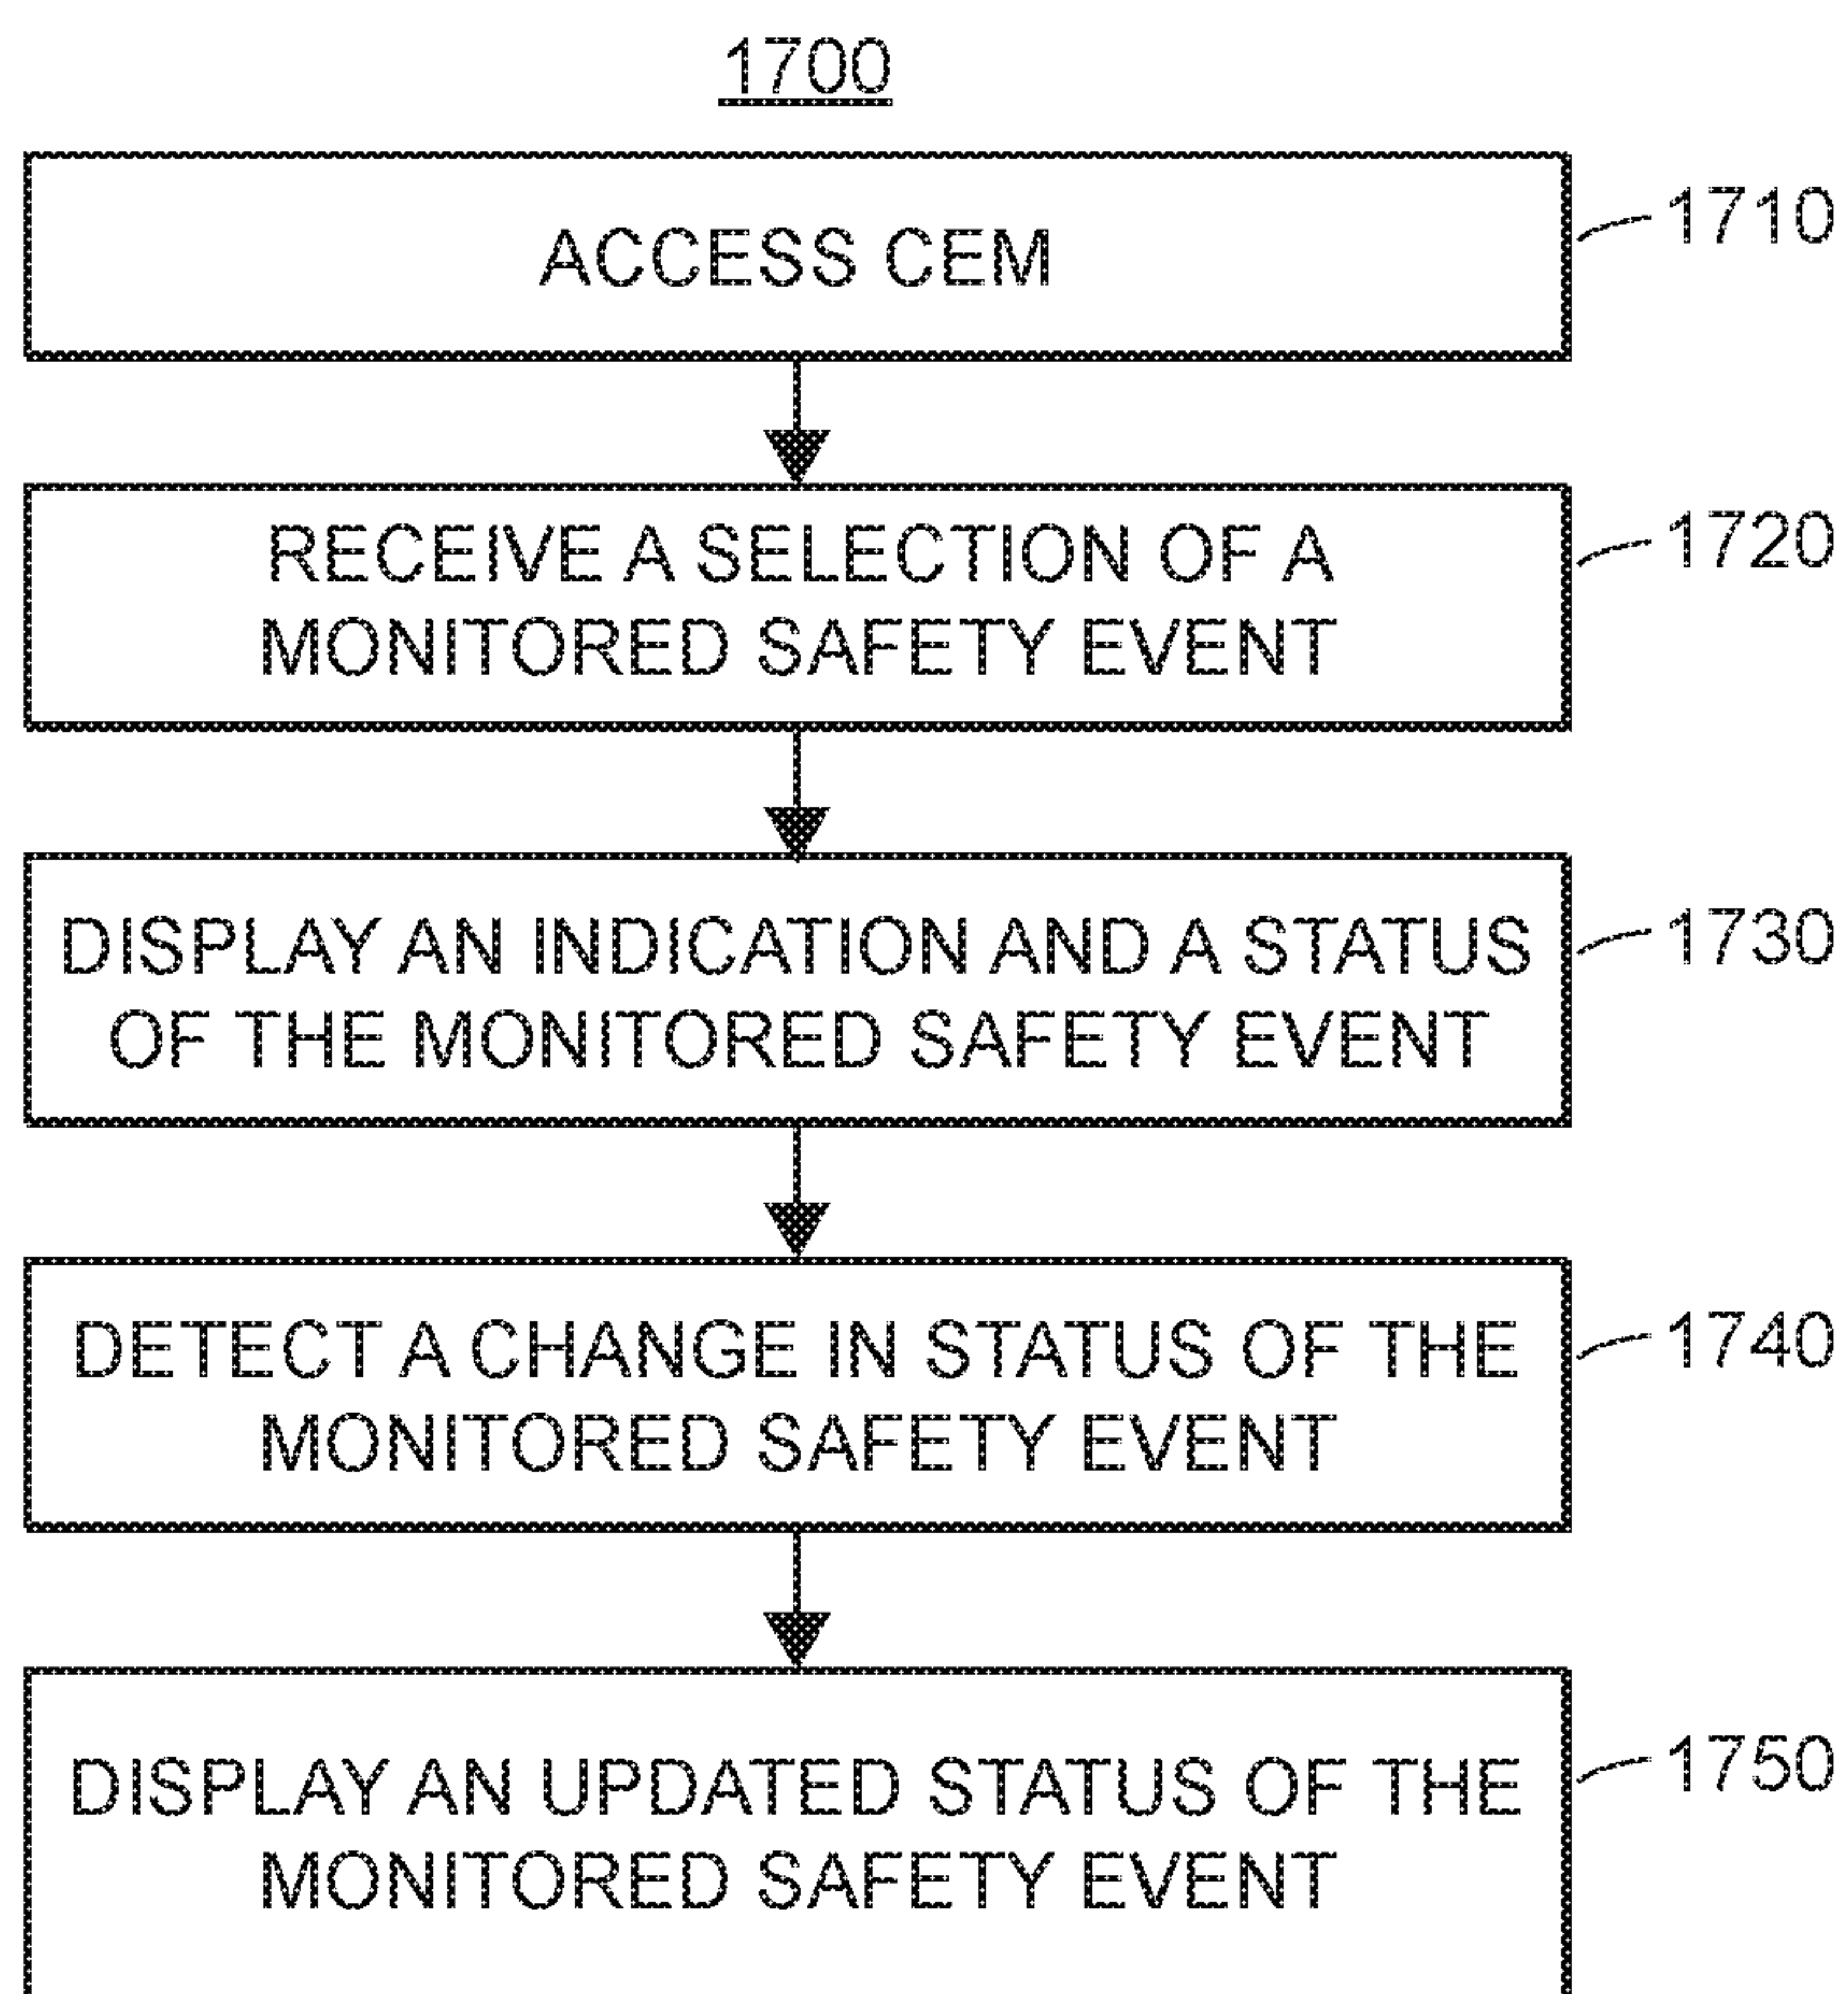 1700
ACCESS CEM
1710
RECEIVE A SELECTION OF A
MONITORED SAFETY EVENT
1720
DISPLAY AN INDICATION AND A STATUS
OF THE MONITORED SAFETY EVENT
1730
DETECT A CHANGE IN STATUS OF THE
MONITORED SAFETY EVENT
1740
DISPLAY AN UPDATED STATUS OF THE
MONITORED SAFETY EVENT
1750